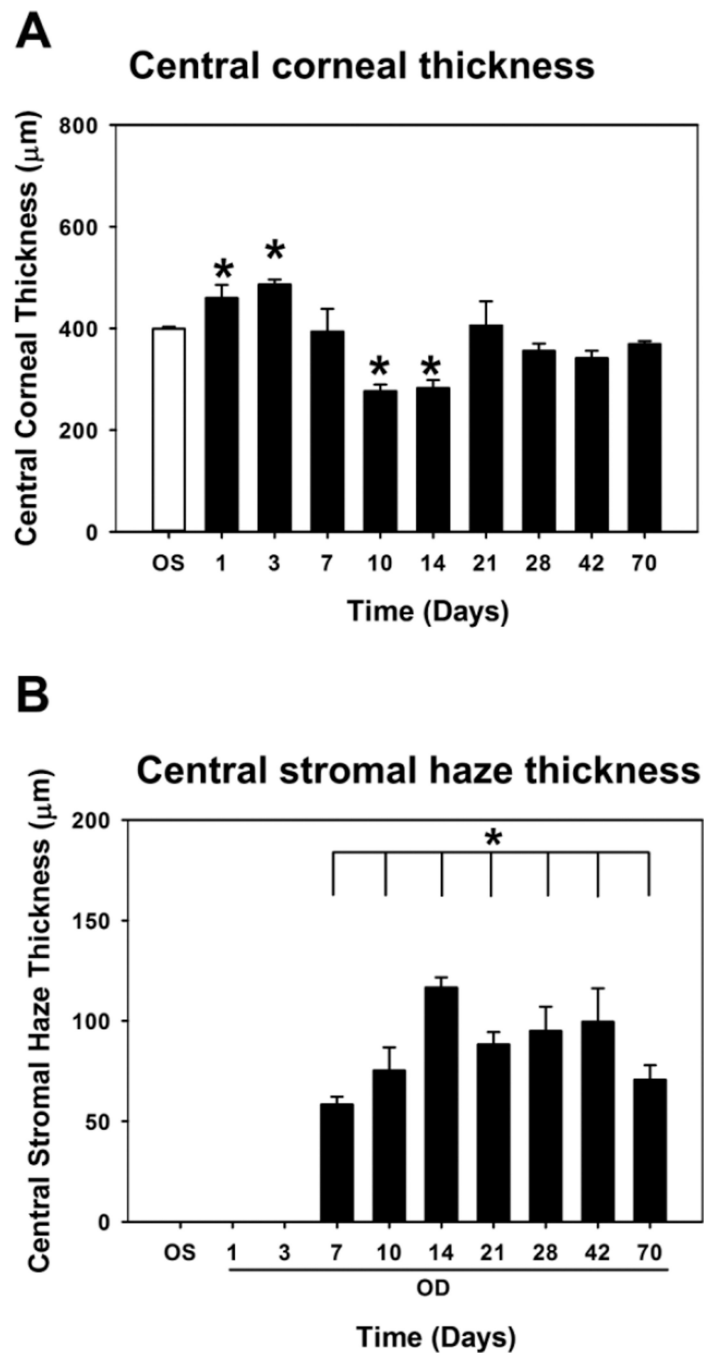 A
Central corneal thickness
Central Corneal Thickness (μm)
800
600
400
200
0
* * * *
OS 1 3 7 10 14 21 28 42 70
Time (Days)
B
Central stromal haze thickness
Central Stromal Haze Thickness (μm)
200
150
100
50
0
*
OS 1 3 7 10 14 21 28 42 70
OD
Time (Days)